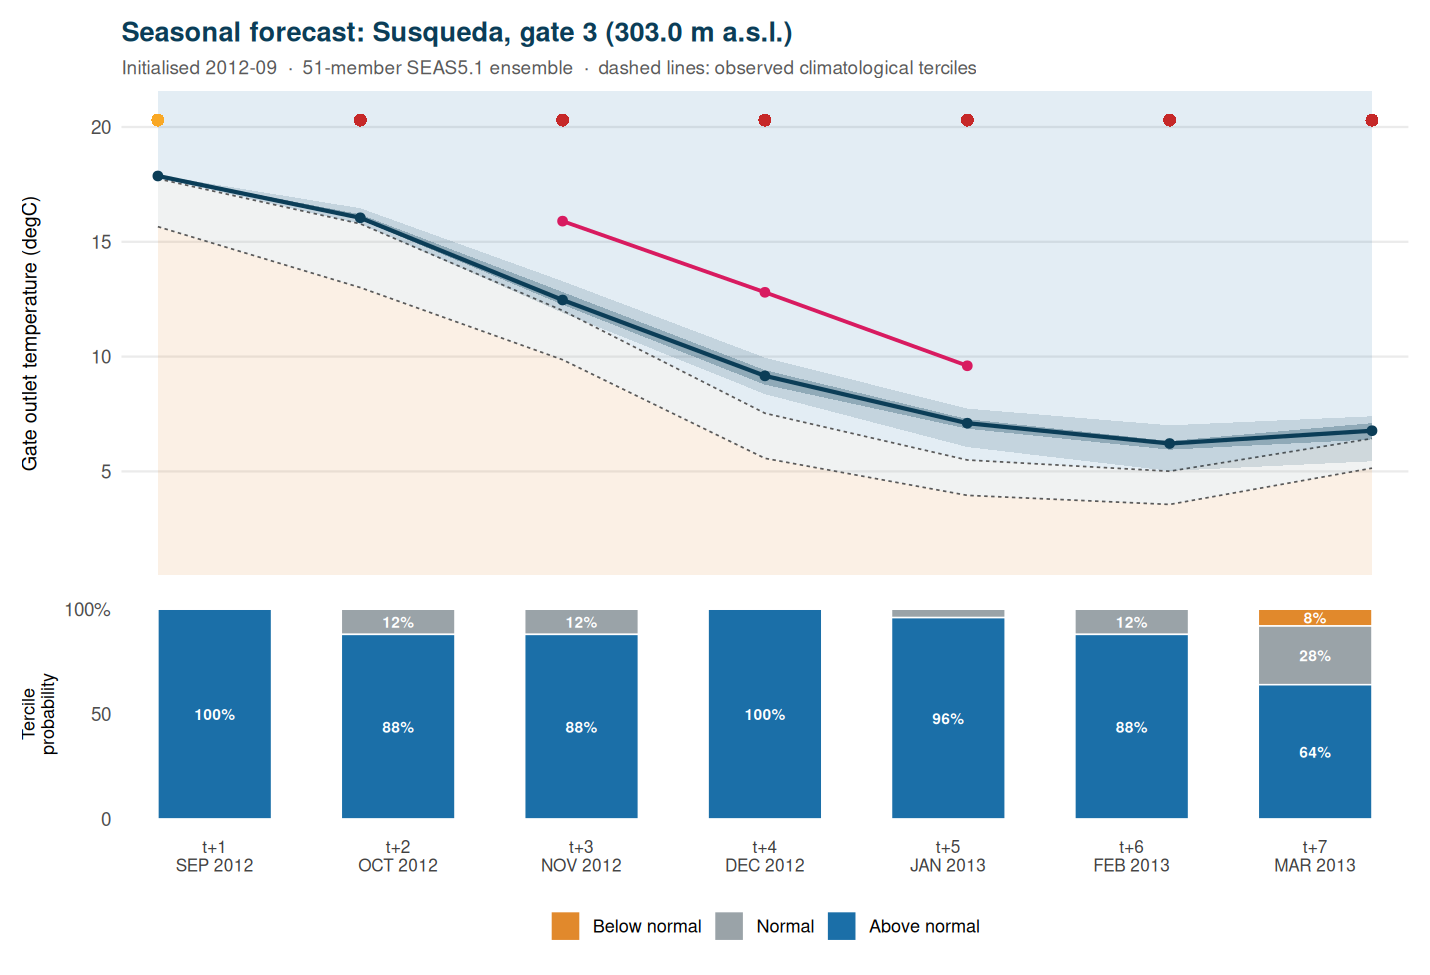 Seasonal forecast: Susqueda, gate 3 (303.0 m a.s.l.)
Initialised 2012-09 · 51-member SEAS5.1 ensemble · dashed lines: observed climatological terciles
Gate outlet temperature (degC)
20
15
10
5
Tercile
probability
100%
50
0
12%
12%
8%
28%
100%
88%
88%
100%
96%
88%
64%
t+1
SEP 2012
t+2
OCT 2012
t+3
NOV 2012
t+4
DEC 2012
t+5
JAN 2013
t+6
FEB 2013
t+7
MAR 2013
12%
Below normal
Normal
Above normal